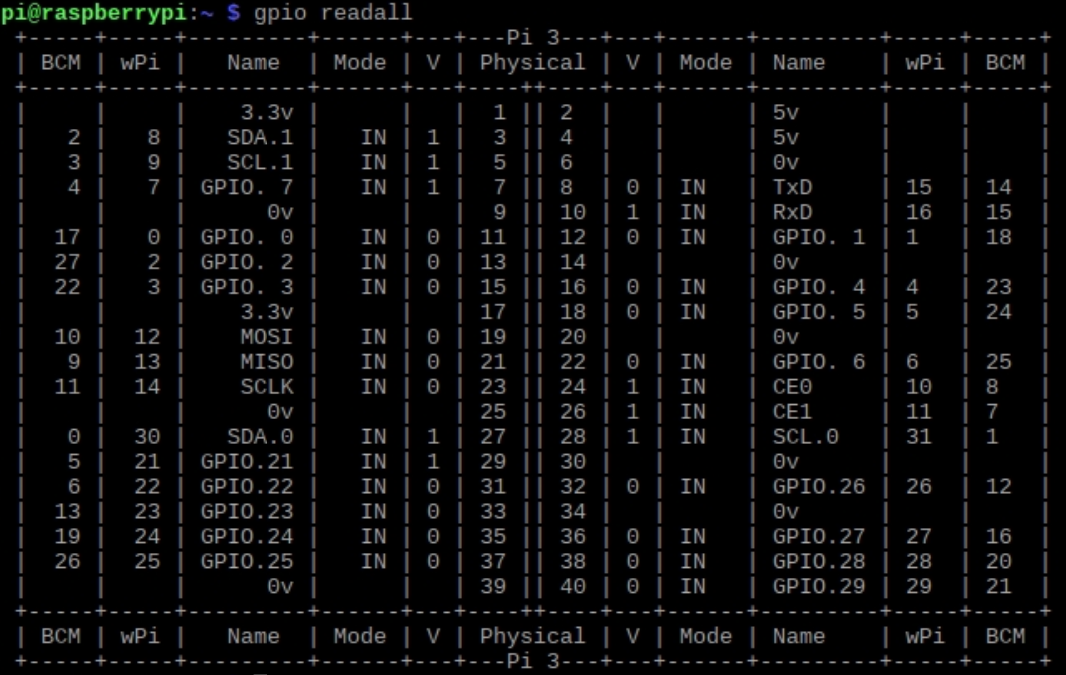 pi@raspberrypi:~ $ gpio readall
 +-----+-----+---------+------+---+---Pi 3---+---+------+---------+-----+-----+
 | BCM | wPi |   Name  | Mode | V | Physical | V | Mode | Name    | wPi | BCM |
 +-----+-----+---------+------+---+----++----+---+------+---------+-----+-----+
 |     |     |    3.3v |      |   |  1 || 2  |   |      | 5v      |     |     |
 |   2 |   8 |   SDA.1 |   IN | 1 |  3 || 4  |   |      | 5v      |     |     |
 |   3 |   9 |   SCL.1 |   IN | 1 |  5 || 6  |   |      | 0v      |     |     |
 |   4 |   7 | GPIO. 7 |   IN | 1 |  7 || 8  | 0 | IN   | TxD     | 15  | 14  |
 |     |     |      0v |      |   |  9 || 10 | 1 | IN   | RxD     | 16  | 15  |
 |  17 |   0 | GPIO. 0 |   IN | 0 | 11 || 12 | 0 | IN   | GPIO. 1 | 1   | 18  |
 |  27 |   2 | GPIO. 2 |   IN | 0 | 13 || 14 |   |      | 0v      |     |     |
 |  22 |   3 | GPIO. 3 |   IN | 0 | 15 || 16 | 0 | IN   | GPIO. 4 | 4   | 23  |
 |     |     |    3.3v |      |   | 17 || 18 | 0 | IN   | GPIO. 5 | 5   | 24  |
 |  10 |  12 |    MOSI |   IN | 0 | 19 || 20 |   |      | 0v      |     |     |
 |   9 |  13 |    MISO |   IN | 0 | 21 || 22 | 0 | IN   | GPIO. 6 | 6   | 25  |
 |  11 |  14 |    SCLK |   IN | 0 | 23 || 24 | 1 | IN   | CE0     | 10  | 8   |
 |     |     |      0v |      |   | 25 || 26 | 1 | IN   | CE1     | 11  | 7   |
 |   0 |  30 |   SDA.0 |   IN | 1 | 27 || 28 | 1 | IN   | SCL.0   | 31  | 1   |
 |   5 |  21 | GPIO.21 |   IN | 1 | 29 || 30 |   |      | 0v      |     |     |
 |   6 |  22 | GPIO.22 |   IN | 0 | 31 || 32 | 0 | IN   | GPIO.26 | 26  | 12  |
 |  13 |  23 | GPIO.23 |   IN | 0 | 33 || 34 |   |      | 0v      |     |     |
 |  19 |  24 | GPIO.24 |   IN | 0 | 35 || 36 | 0 | IN   | GPIO.27 | 27  | 16  |
 |  26 |  25 | GPIO.25 |   IN | 0 | 37 || 38 | 0 | IN   | GPIO.28 | 28  | 20  |
 |     |     |      0v |      |   | 39 || 40 | 0 | IN   | GPIO.29 | 29  | 21  |
 +-----+-----+---------+------+---+----++----+---+------+---------+-----+-----+
 | BCM | wPi |   Name  | Mode | V | Physical | V | Mode | Name    | wPi | BCM |
 +-----+-----+---------+------+---+---Pi 3---+---+------+---------+-----+-----+